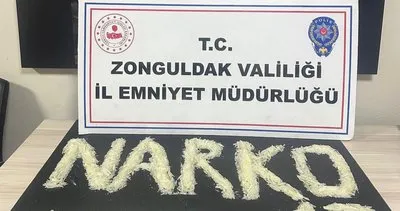 T.C.
ZONGULDAK VALİLİĞİ
İL EMNİYET MÜDÜRLÜĞÜ
NARKO